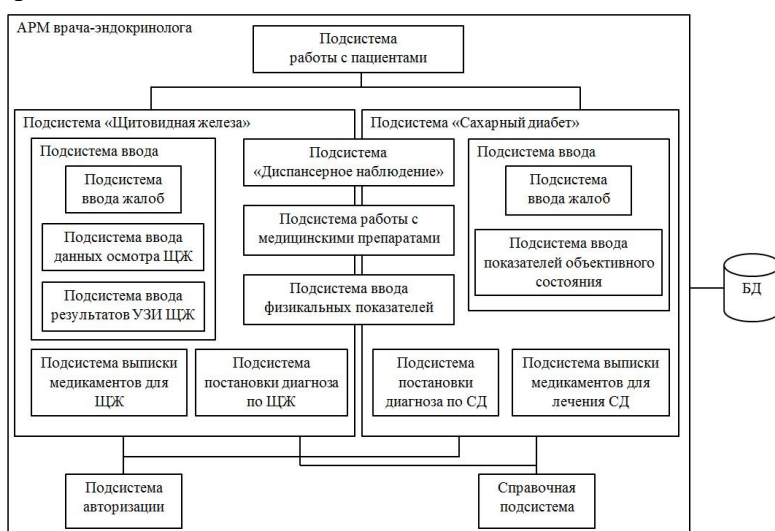 АРМ врача-эндокринолога
Подсистема
работы с пациентами
Подсистема «Щитовидная железа»
Подсистема ввода
Подсистема
ввода жалоб
Подсистема ввода
данных осмотра ЩЖ
Подсистема ввода
результатов УЗИ ЩЖ
Подсистема
«Диспансерное наблюдение»
Подсистема работы с
медицинскими препаратами
Подсистема ввода
физикальных показателей
Подсистема «Сахарный диабет»
Подсистема ввода
Подсистема
ввода жалоб
Подсистема ввода
показателей объективного
состояния
Подсистема выписки
медикаментов для
ЩЖ
Подсистема
постановки диагноза
по ЩЖ
Подсистема
постановки
диагноза по СД
Подсистема выписки
медикаментов для
лечения СД
Подсистема
авторизации
Справочная
подсистема
БД